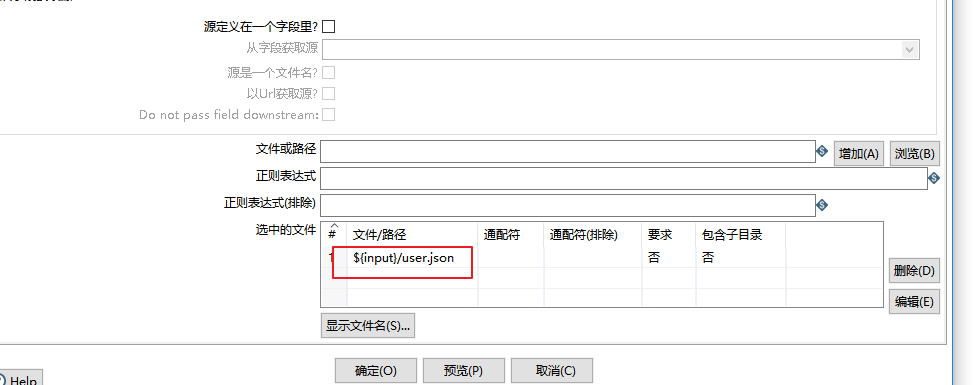 源定义在一个字段里?
从字段获取源
源是一个文件名?
以Url获取源?
Do not pass field downstream:
文件或路径 增加(A) 浏览(B)
正则表达式
正则表达式(排除)
选中的文件
# 文件/路径 通配符 通配符(排除) 要求 包含子目录
1 ${input}/user.json 否 否
删除(D)
编辑(E)
显示文件名(S)...
确定(O) 预览(P) 取消(C)
Help